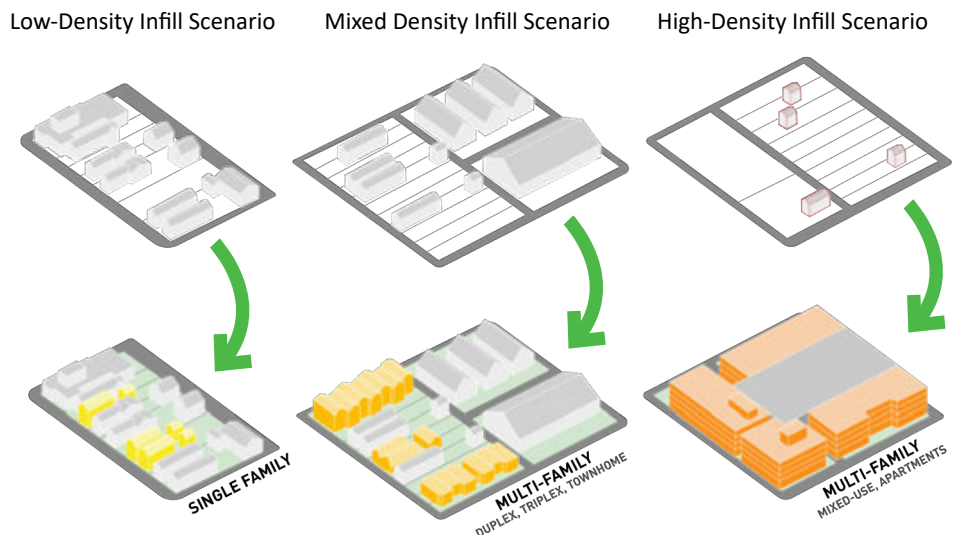 Low-Density Infill Scenario
Mixed Density Infill Scenario
High-Density Infill Scenario
SINGLE FAMILY
MULTI-FAMILY
DUPLEX, TRIPLEX, TOWNHOME
MULTI-FAMILY
MIXED-USE, APARTMENTS